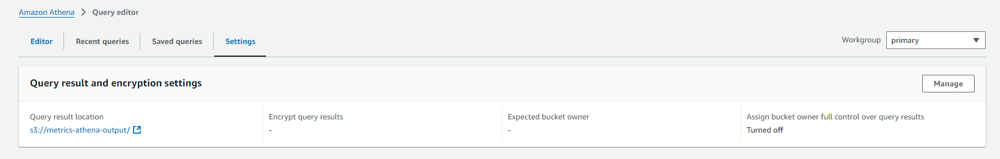 Amazon Athena > Query editor
Editor Recent queries Saved queries Settings Workgroup primary
Query result and encryption settings Manage
Query result location Encrypt query results Expected bucket owner Assign bucket owner full control over query results
s3://metrics-athena-output/ - - Turned off